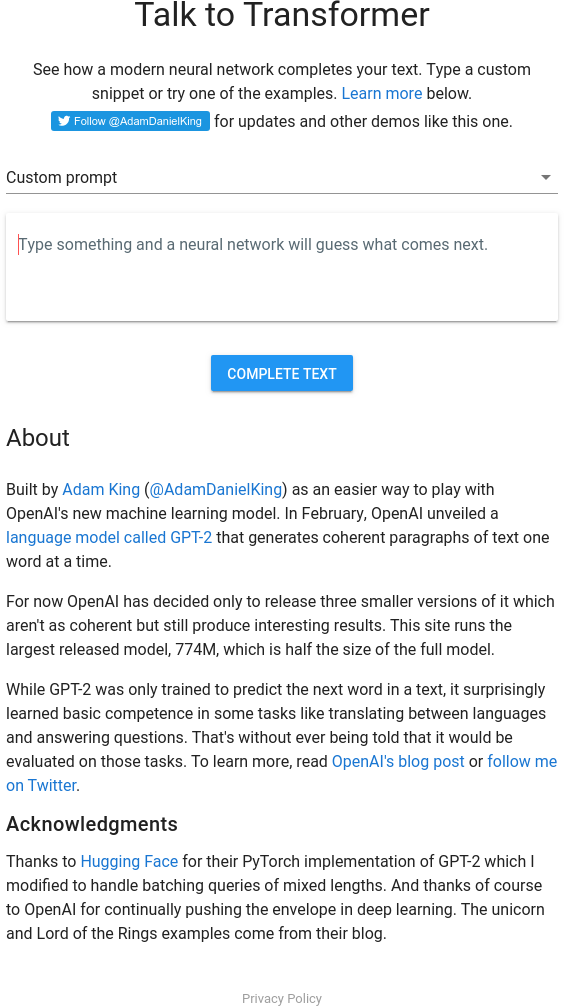 Talk to Transformer
See how a modern neural network completes your text. Type a custom
snippet or try one of the examples. Learn more below.
Follow @AdamDanielKing for updates and other demos like this one.
Custom prompt
Type something and a neural network will guess what comes next.
COMPLETE TEXT
About
Built by Adam King (@AdamDanielKing) as an easier way to play with
OpenAI's new machine learning model. In February, OpenAI unveiled a
language model called GPT-2 that generates coherent paragraphs of text one
word at a time.
For now OpenAI has decided only to release three smaller versions of it which
aren't as coherent but still produce interesting results. This site runs the
largest released model, 774M, which is half the size of the full model.
While GPT-2 was only trained to predict the next word in a text, it surprisingly
learned basic competence in some tasks like translating between languages
and answering questions. That's without ever being told that it would be
evaluated on those tasks. To learn more, read OpenAI's blog post or follow me
on Twitter.
Acknowledgments
Thanks to Hugging Face for their PyTorch implementation of GPT-2 which I
modified to handle batching queries of mixed lengths. And thanks of course
to OpenAI for continually pushing the envelope in deep learning. The unicorn
and Lord of the Rings examples come from their blog.
Privacy Policy